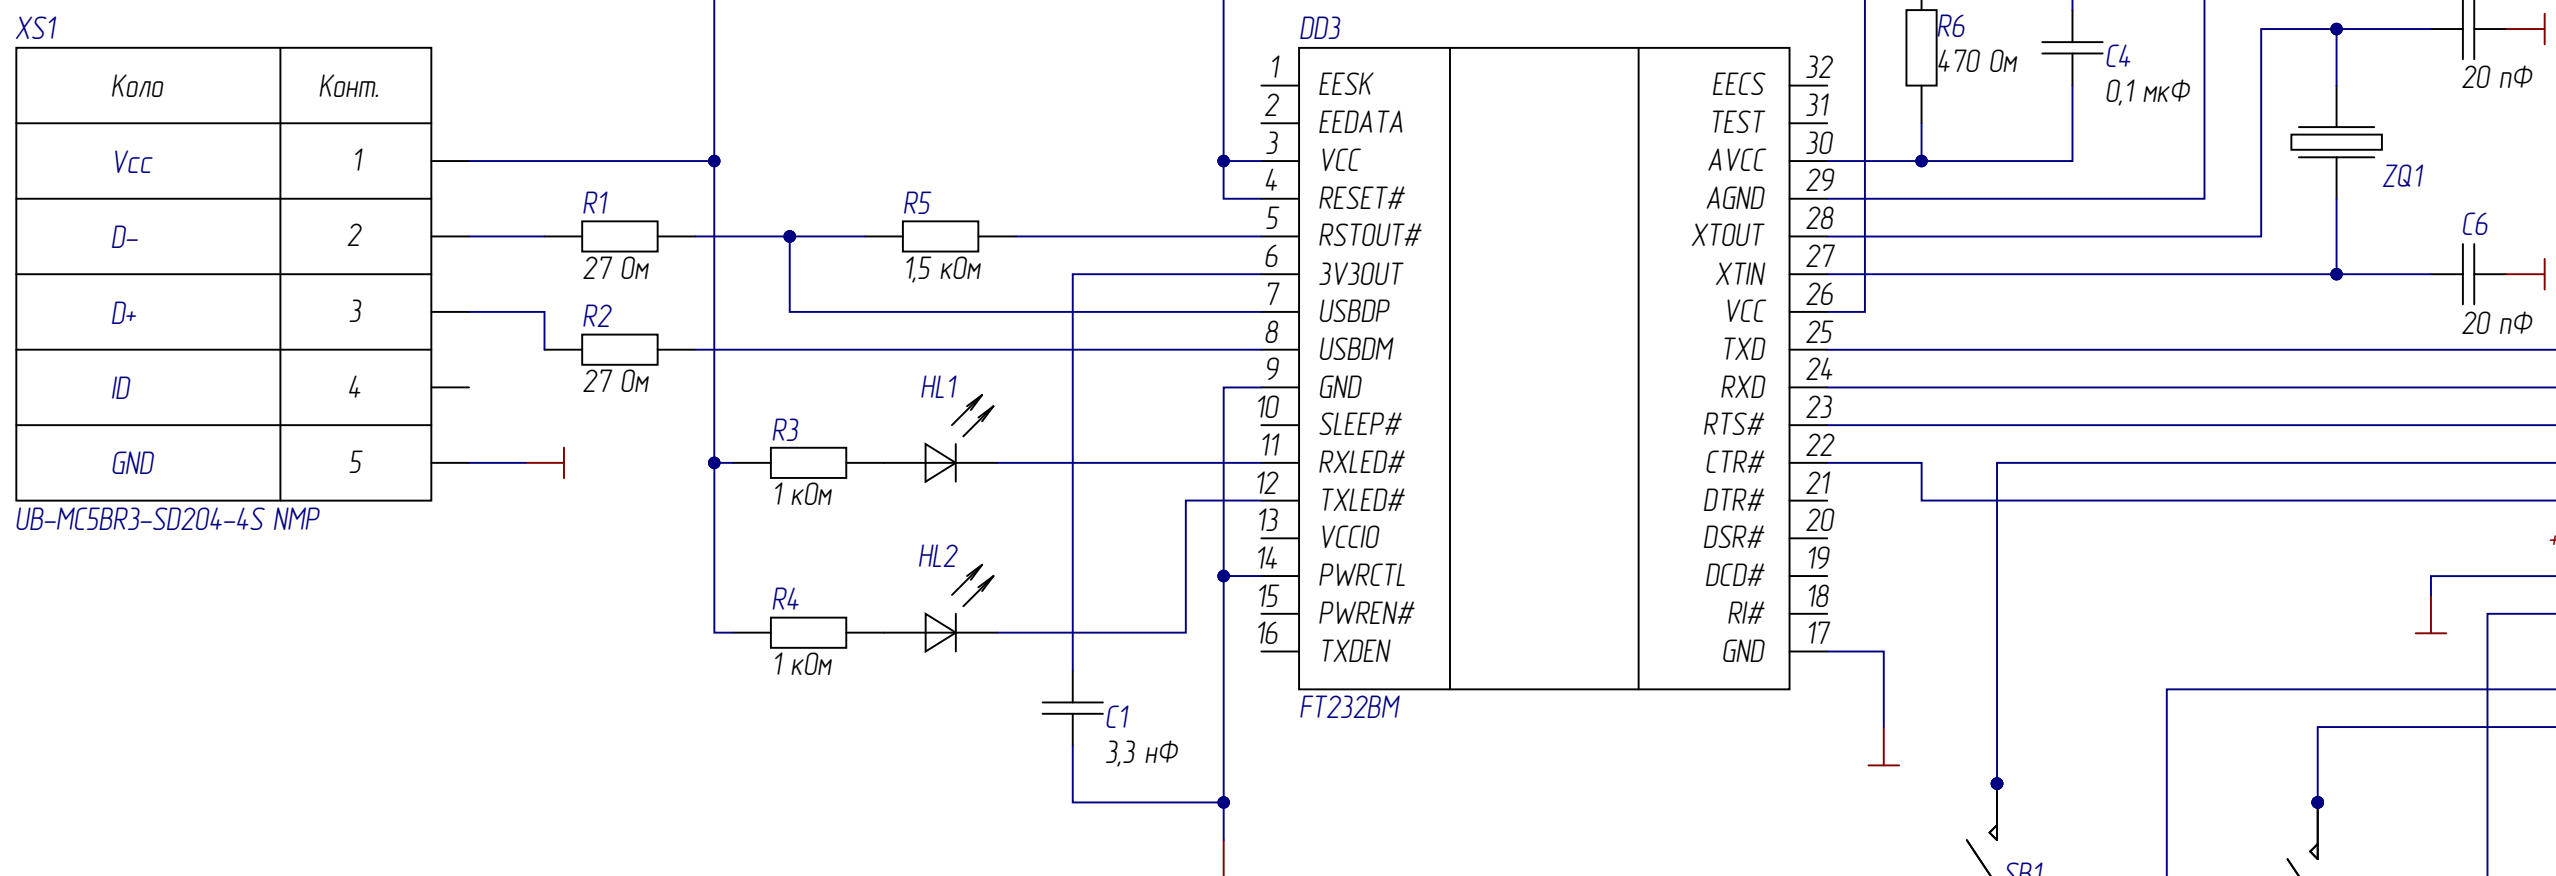 XS1
Коло Конт.
Vcc 1
D- 2
D+ 3
ID 4
GND 5
UB-MC5BR3-SD204-4S NMP
R1
27 Ом
R2
27 Ом
R5
1,5 кОм
R3
1 кОм
HL1
R4
1 кОм
HL2
C1
3,3 нФ
DD3
1 EESK
2 EEDATA
3 VCC
4 RESET#
5 RSTOUT#
6 3V3OUT
7 USBDP
8 USBDM
9 GND
10 SLEEP#
11 RXLED#
12 TXLED#
13 VCCIO
14 PWRCTL
15 PWREN#
16 TXDEN
EECS 32
TEST 31
AVCC 30
AGND 29
XTOUT 28
XTIN 27
VCC 26
TXD 25
RXD 24
RTS# 23
CTR# 22
DTR# 21
DSR# 20
DCD# 19
RI# 18
GND 17
FT232BM
R6
470 Ом
C4
0,1 мкФ
20 пФ
ZQ1
C6
20 пФ
SB1